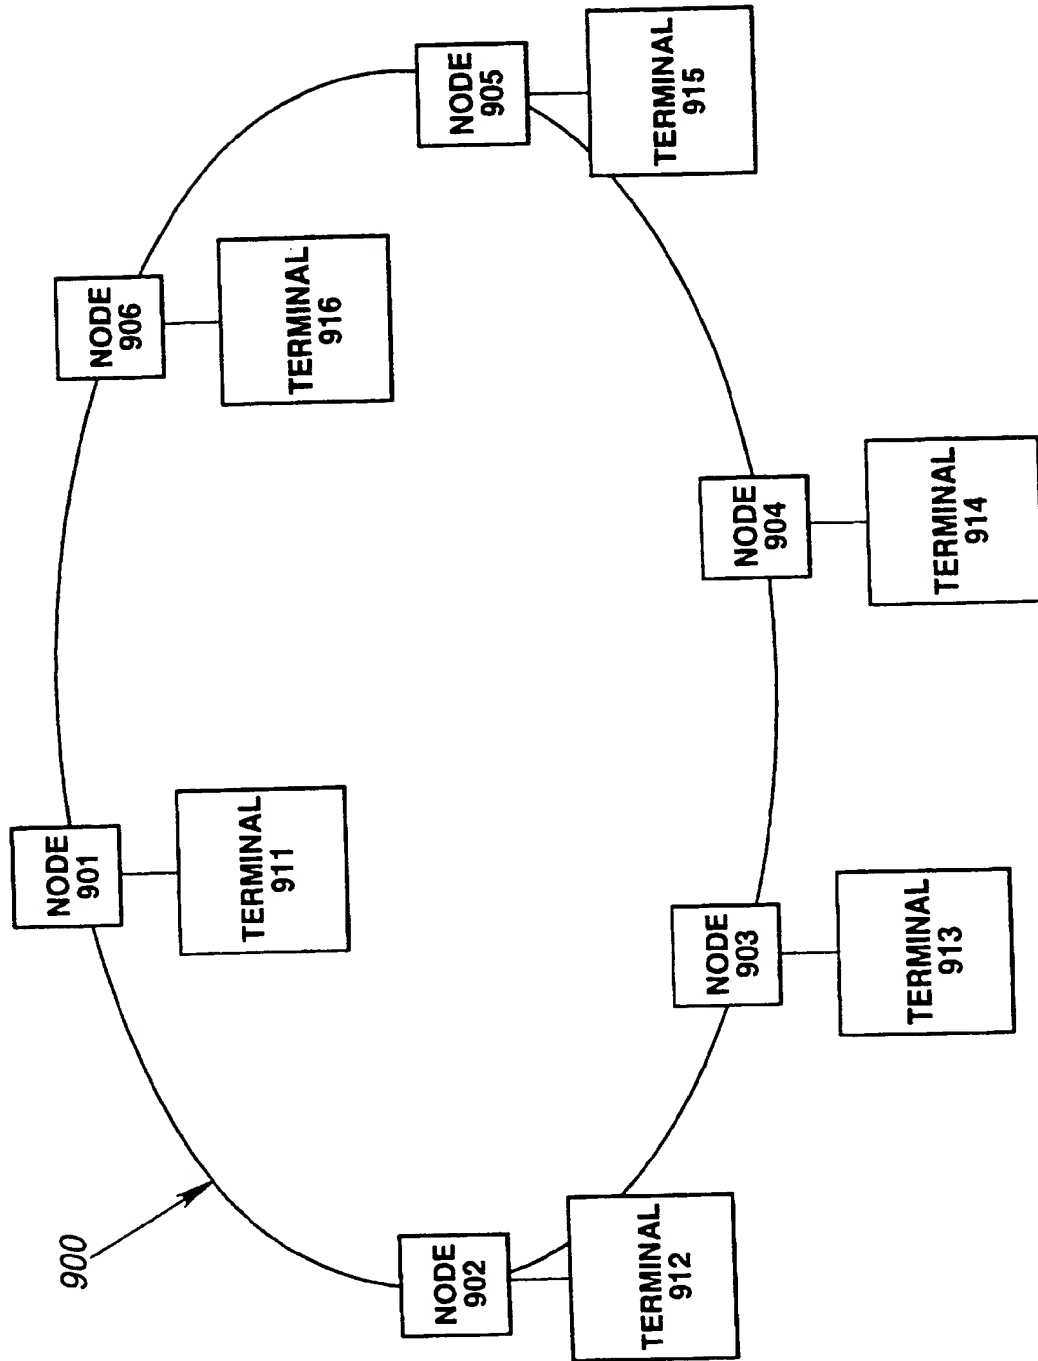 900
NODE
901
TERMINAL
911
NODE
902
TERMINAL
912
NODE
903
TERMINAL
913
NODE
904
TERMINAL
914
NODE
905
TERMINAL
915
NODE
906
TERMINAL
916